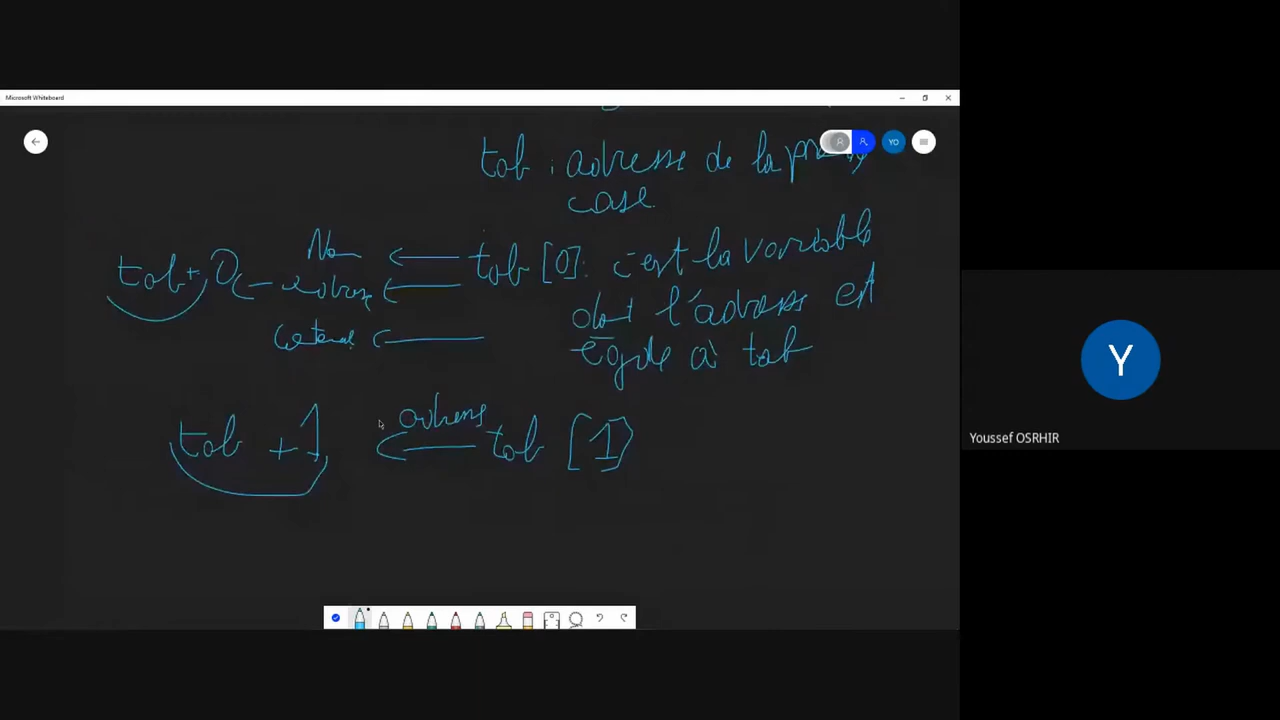 Microsoft Whiteboard
YO
tab : adresse de la
case
Nom
tab + 0
tab [0] : c'est la variable
adresse
dont l'adresse est
contenu
égale à tab
adresse
tab + 1
tab [1]
Y
Youssef OSRHIR